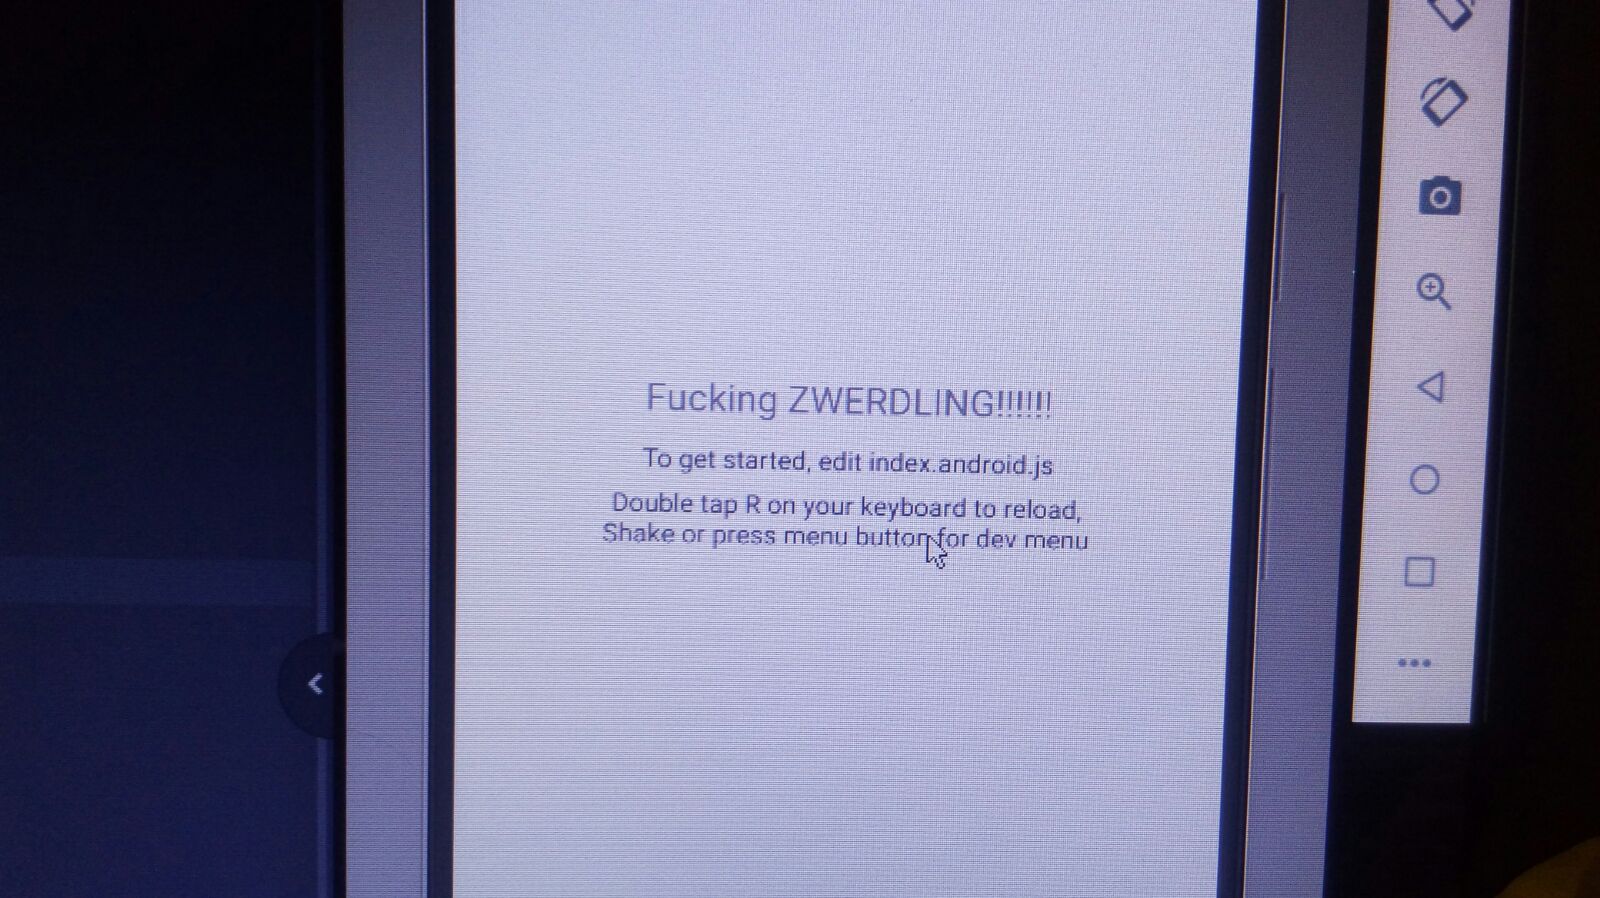 Fucking ZWERDLING!!!!!!
To get started, edit index.android.js
Double tap R on your keyboard to reload,
Shake or press menu button for dev menu